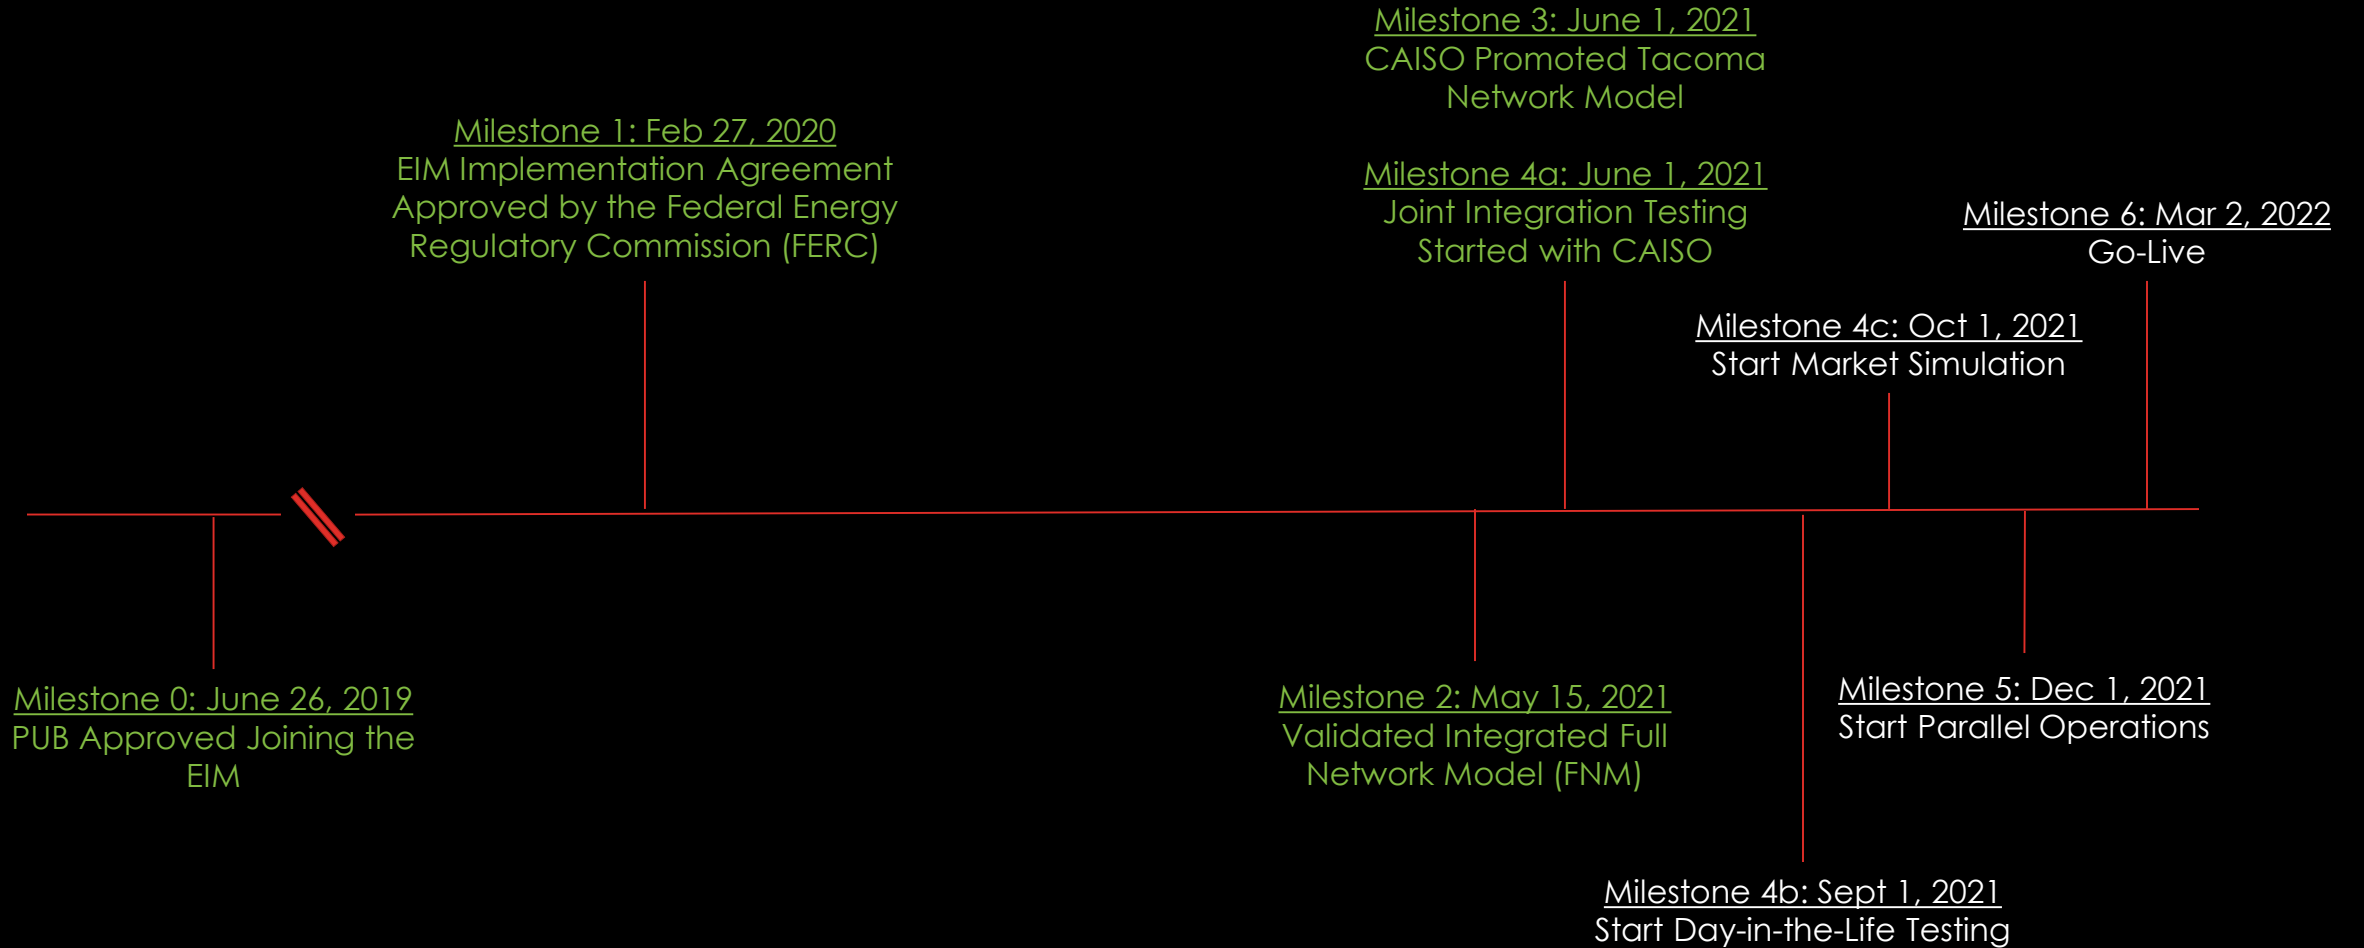 Milestone 3: June 1, 2021
CAISO Promoted Tacoma
Network Model
Milestone 1: Feb 27, 2020
EIM Implementation Agreement
Approved by the Federal Energy
Regulatory Commission (FERC)
Milestone 4a: June 1, 2021
Joint Integration Testing
Started with CAISO
Milestone 6: Mar 2, 2022
Go-Live
Milestone 4c: Oct 1, 2021
Start Market Simulation
Milestone 0: June 26, 2019
PUB Approved Joining the
EIM
Milestone 2: May 15, 2021
Validated Integrated Full
Network Model (FNM)
Milestone 5: Dec 1, 2021
Start Parallel Operations
Milestone 4b: Sept 1, 2021
Start Day-in-the-Life Testing